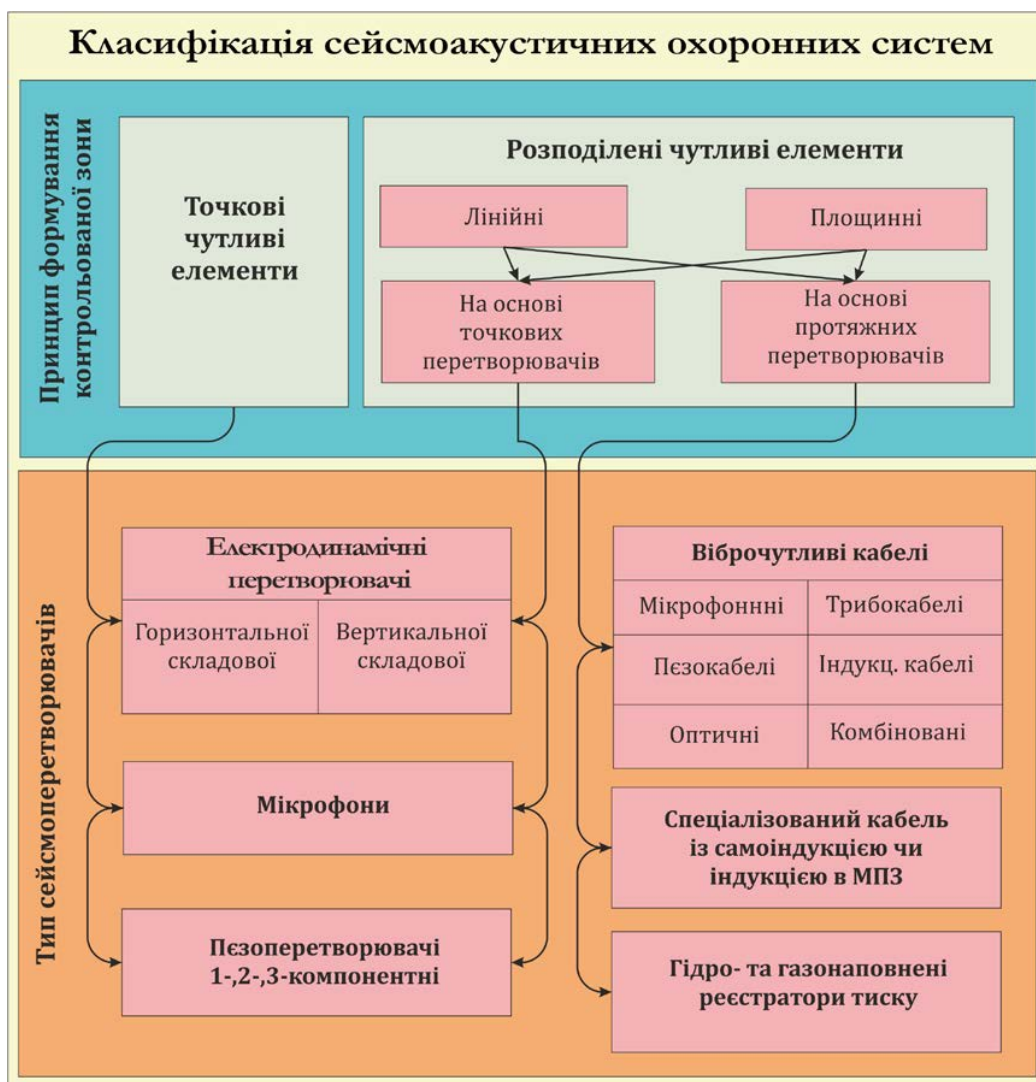 Класифікація сейсмоакустичних охоронних систем
Принцип формування
контрольованої зони
Точкові
чутливі
елементи
Розподілені чутливі елементи
Лінійні
Площинні
На основі
точкових
перетворювачів
На основі
протяжних
перетворювачів
Тип сейсмоперетворювачів
Електродинамічні
перетворювачі
Горизонтальної
складової
Вертикальної
складової
Мікрофони
Пєзоперетворювачі
1-,2-,3-компонентні
Віброчутливі кабелі
Мікрофоннні
Трибокабелі
Пєзокабелі
Індукц. кабелі
Оптичні
Комбіновані
Спеціалізований кабель
із самоіндукцією чи
індукцією в МПЗ
Гідро- та газонаповнені
реєстратори тиску